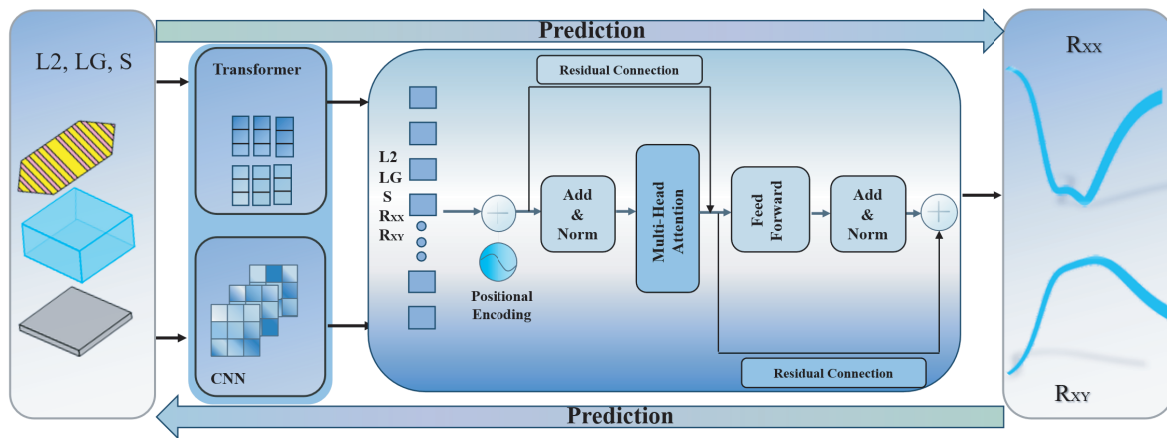 Prediction
L2, LG, S
Transformer
CNN
Residual Connection
L2
LG
S
RXX
RXY
Positional
Encoding
Add
&
Norm
Multi-Head
Attention
Feed
Forward
Add
&
Norm
Residual Connection
RXX
RXY
Prediction